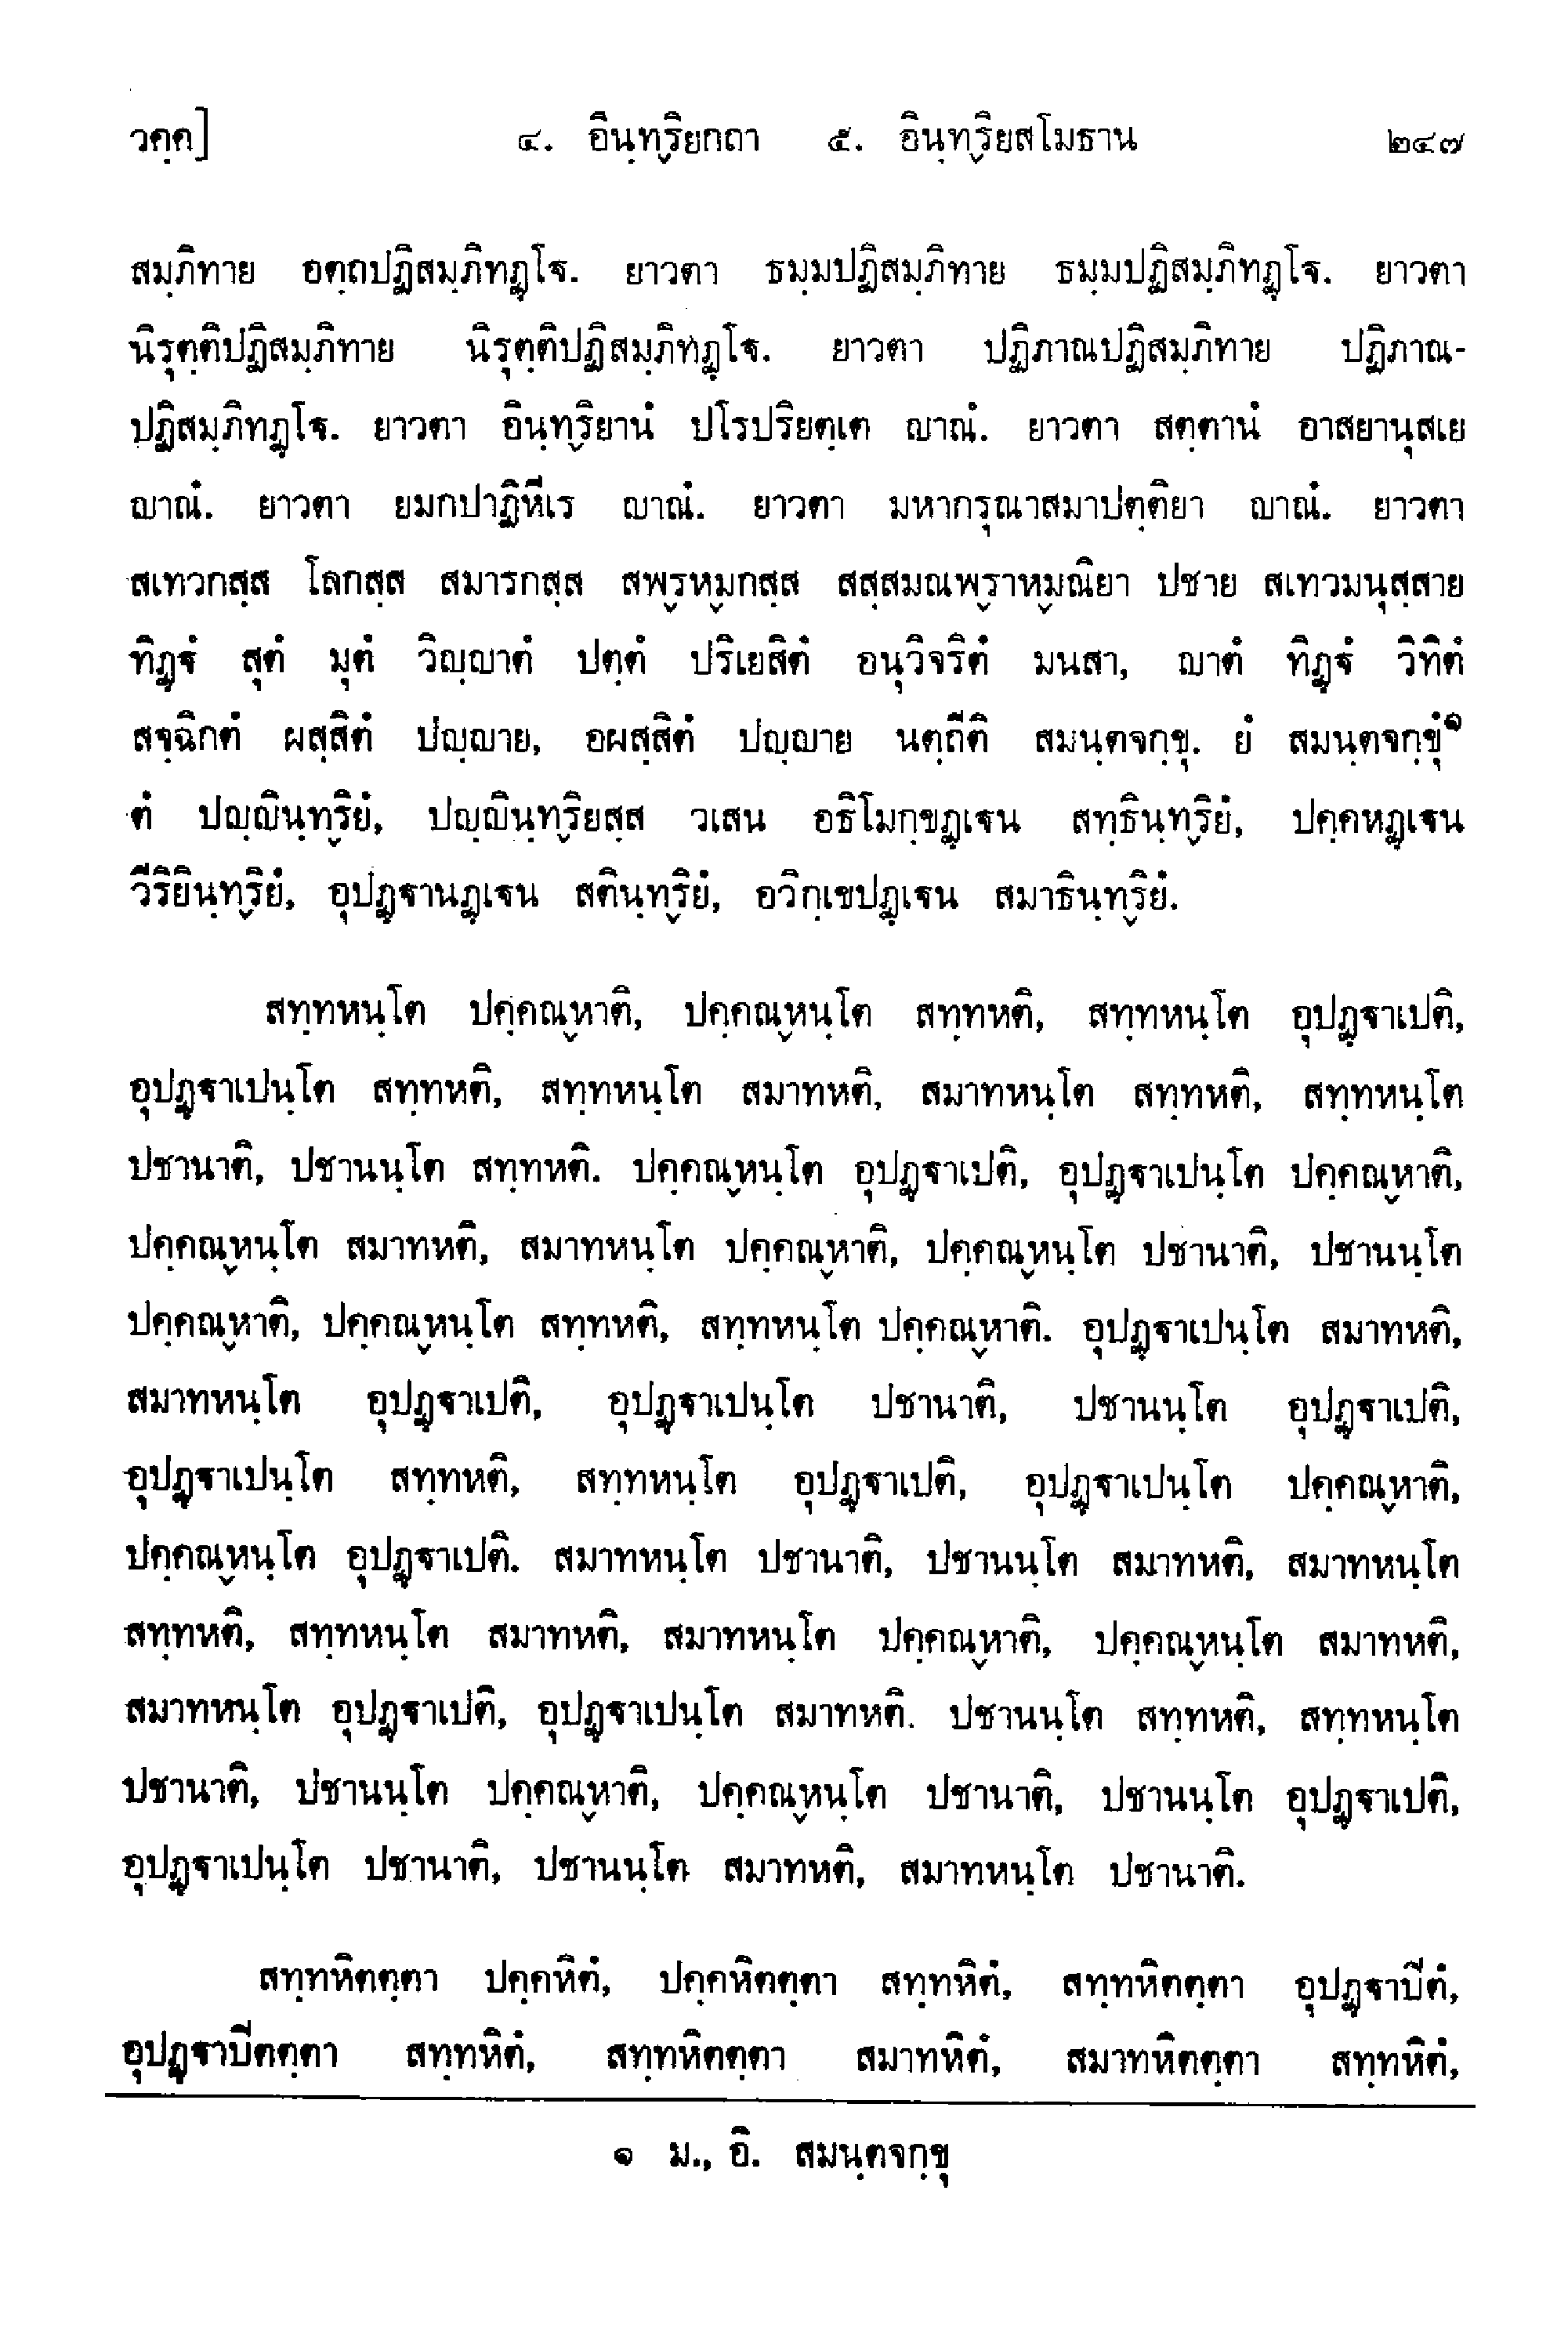 วคฺค]	๔. อินฺทฺริยกถา ๕. อินฺทฺริยสโมธาน	๒๔๗
สมฺภิทาย อตฺถปฏิสมฺภิทฏฺโฐ. ยาวตา ธมฺมปฏิสมฺภิทาย ธมฺมปฏิสมฺภิทฏฺโฐ. ยาวตา
นิรุตฺติปฏิสมฺภิทาย นิรุตฺติปฏิสมฺภิทฏฺโฐ. ยาวตา ปฏิภาณปฏิสมฺภิทาย ปฏิภาณ-
ปฏิสมฺภิทฏฺโฐ. ยาวตา อินฺทฺริยานํ ปโรปริยตฺเต ญาณํ. ยาวตา สตฺตานํ อาสยานุสเย
ญาณํ. ยาวตา ยมกปาฏิหีเร ญาณํ. ยาวตา มหากรุณาสมาปตฺติยา ญาณํ. ยาวตา
สเทวกสฺส โลกสฺส สมารกสฺส สพฺรหฺมกสฺส สสฺสมณพฺราหฺมณิยา ปชาย สเทวมนุสฺสาย
ทิฏฺฐํ สุตํ มุตํ วิญฺญาตํ ปตฺตํ ปริเยสิตํ อนุวิจริตํ มนสา, ญาตํ ทิฏฺฐํ วิทิตํ
สจฺฉิกตํ ผสฺสิตํ ปญฺญาย, อผสฺสิตํ ปญฺญาย นตฺถีติ สมนฺตจกฺขุ. ยํ สมนฺตจกฺขุํ๑
ตํ ปญฺญินฺทฺริยํ, ปญฺญินฺทฺริยสฺส วเสน อธิโมกฺขฏฺเฐน สทฺธินฺทฺริยํ, ปคฺคหฏฺเฐน
วีริยินฺทฺริยํ, อุปฏฺฐานฏฺเฐน สตินฺทฺริยํ, อวิกฺเขปฏฺเฐน สมาธินฺทฺริยํ.
สทฺทหนฺโต ปคฺคณฺหาติ, ปคฺคณฺหนฺโต สทฺทหติ, สทฺทหนฺโต อุปฏฺฐาเปติ,
อุปฏฺฐาเปนฺโต สทฺทหติ, สทฺทหนฺโต สมาทหติ, สมาทหนฺโต สทฺทหติ, สทฺทหนฺโต
ปชานาติ, ปชานนฺโต สทฺทหติ. ปคฺคณฺหนฺโต อุปฏฺฐาเปติ, อุปฏฺฐาเปนฺโต ปคฺคณฺหาติ,
ปคฺคณฺหนฺโต สมาทหติ, สมาทหนฺโต ปคฺคณฺหาติ, ปคฺคณฺหนฺโต ปชานาติ, ปชานนฺโต
ปคฺคณฺหาติ, ปคฺคณฺหนฺโต สทฺทหติ, สทฺทหนฺโต ปคฺคณฺหาติ. อุปฏฺฐาเปนฺโต สมาทหติ,
สมาทหนฺโต อุปฏฺฐาเปติ, อุปฏฺฐาเปนฺโต ปชานาติ, ปชานนฺโต อุปฏฺฐาเปติ,
อุปฏฺฐาเปนฺโต สทฺทหติ, สทฺทหนฺโต อุปฏฺฐาเปติ, อุปฏฺฐาเปนฺโต ปคฺคณฺหาติ,
ปคฺคณฺหนฺโต อุปฏฺฐาเปติ. สมาทหนฺโต ปชานาติ, ปชานนฺโต สมาทหติ, สมาทหนฺโต
สทฺทหติ, สทฺทหนฺโต สมาทหติ, สมาทหนฺโต ปคฺคณฺหาติ, ปคฺคณฺหนฺโต สมาทหติ,
สมาทหนฺโต อุปฏฺฐาเปติ, อุปฏฺฐาเปนฺโต สมาทหติ. ปชานนฺโต สทฺทหติ, สทฺทหนฺโต
ปชานาติ, ปชานนฺโต ปคฺคณฺหาติ, ปคฺคณฺหนฺโต ปชานาติ, ปชานนฺโต อุปฏฺฐาเปติ,
อุปฏฺฐาเปนฺโต ปชานาติ, ปชานนฺโต สมาทหติ, สมาทหนฺโต ปชานาติ.
สทฺทหิตตฺตา ปคฺคหิตํ, ปคฺคหิตตฺตา สทฺทหิตํ, สทฺทหิตตฺตา อุปฏฺฐาปิตํ,
อุปฏฺฐาปิตตฺตา สทฺทหิตํ, สทฺทหิตตฺตา สมาทหิตํ, สมาทหิตตฺตา สทฺทหิตํ,
๑ ม., อิ. สมนฺตจกฺขุ